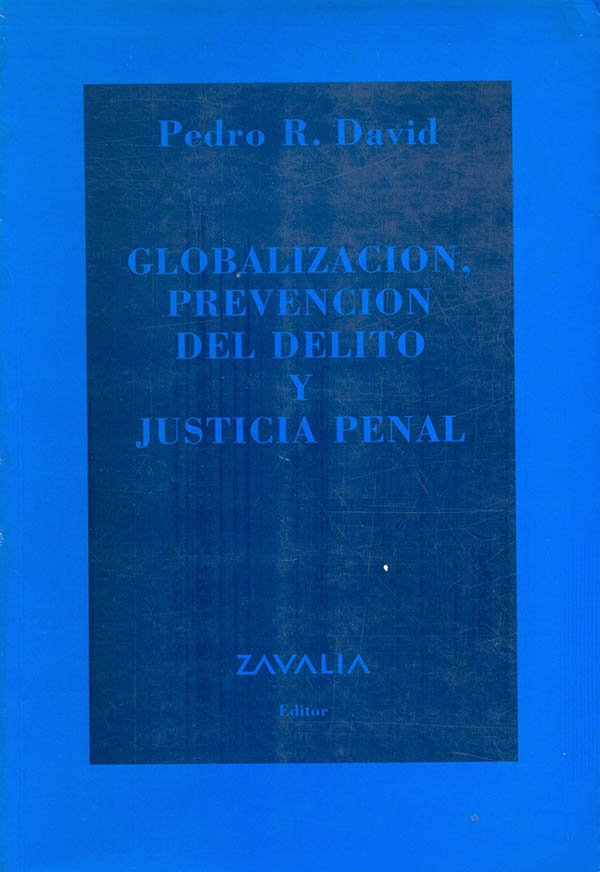 Pedro R. David
GLOBALIZACION,
PREVENCION
DEL DELITO
Y
JUSTICIA PENAL
ZAVALIA
Editor